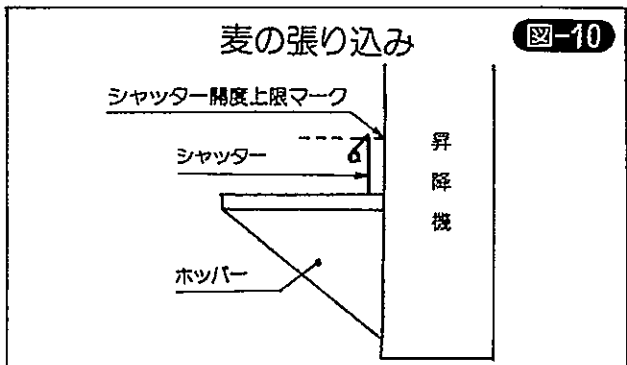 麦の張り込み
図-10
シャッター開度上限マーク
シャッター
昇降機
ホッパー